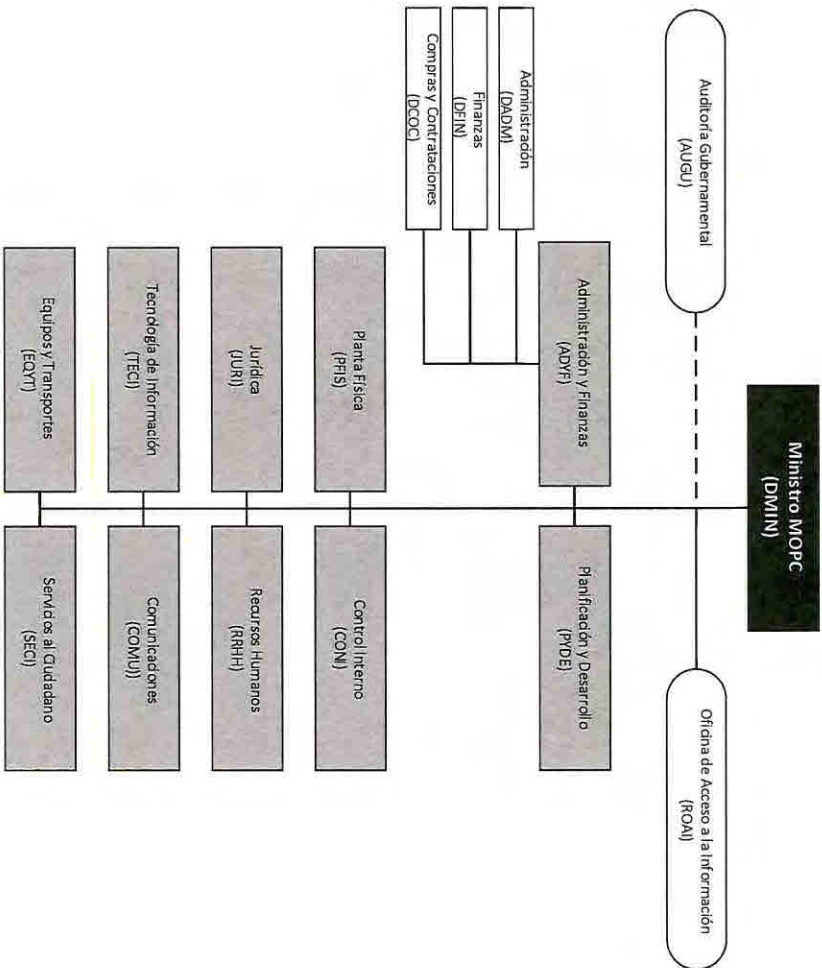 Ministro MOPC
(DMIN)
Auditoría Gubernamental
(AUGU)
Oficina de Acceso a la Información
(ROAI)
Administración y Finanzas
(ADYF)
Planificación y Desarrollo
(PYDE)
Administración
(DADM)
Finanzas
(DFIN)
Compras y Contrataciones
(DCOC)
Planta Física
(PFIS)
Control Interno
(CONI)
Jurídica
(JURI)
Recursos Humanos
(RRHH)
Tecnología de Información
(TECI)
Comunicaciones
(COMU))
Equipos y Transportes
(EQYT)
Servicios al Ciudadano
(SECI)